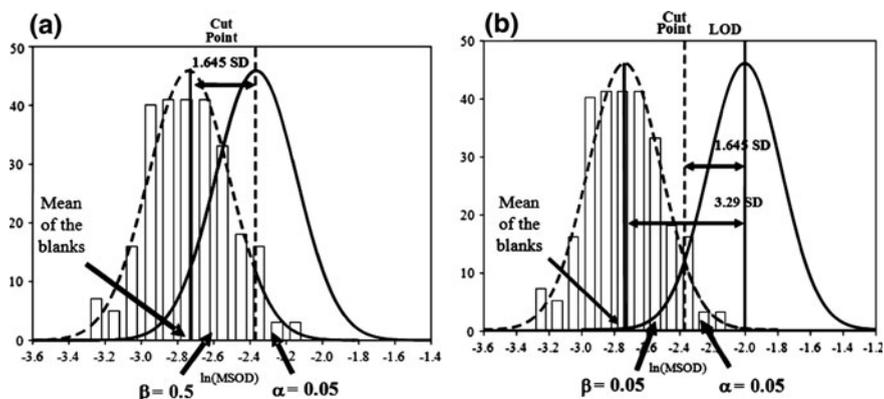 (a)
Cut
Point
50
1.645 SD
40
30
20
10
0
Mean
of the
blanks
-3.6 -3.4 -3.2 -3.0 -2.8 -2.6 -2.4 -2.2 -2.0 -1.8 -1.6 -1.4
ln(MSOD)
β = 0.5
α = 0.05
(b)
Cut
Point
LOD
50
40
30
1.645 SD
20
3.29 SD
10
0
Mean of
the
blanks
-3.6 -3.4 -3.2 -3.0 -2.8 -2.6 -2.4 -2.2 -2.0 -1.8 -1.6 -1.4 -1.2
ln(MSOD)
β = 0.05
α = 0.05